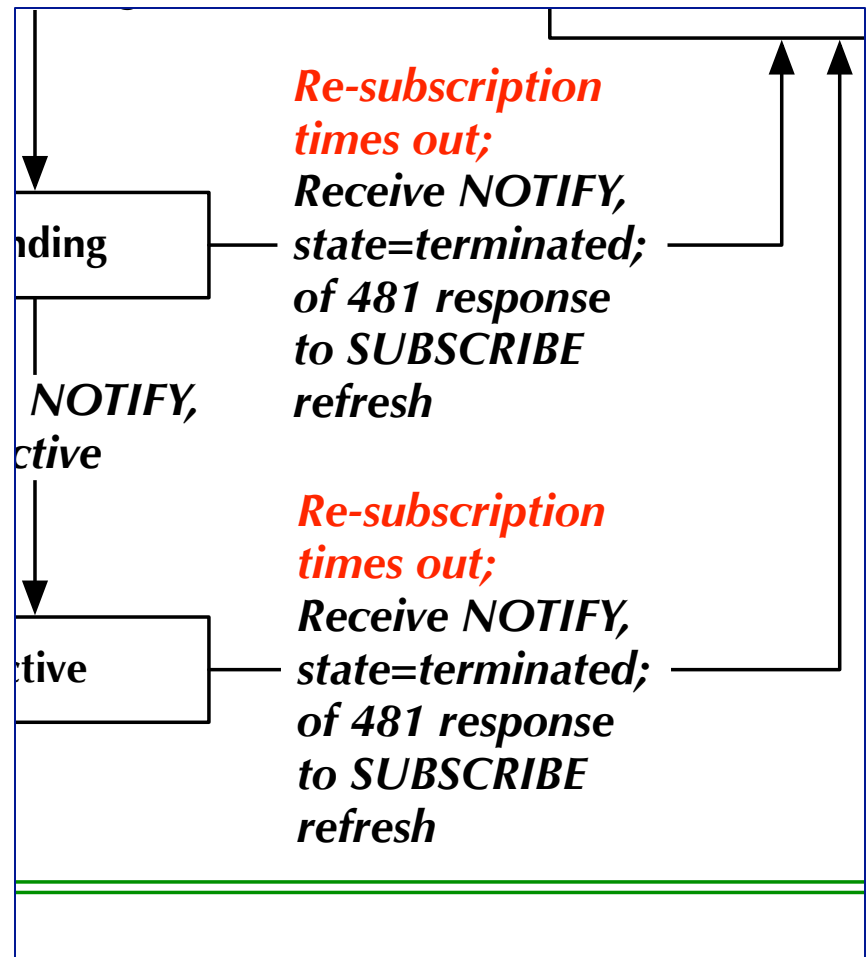 Re-subscription
times out;
Receive NOTIFY,
nding
state=terminated;
of 481 response
to SUBSCRIBE
refresh
NOTIFY,
ctive
Re-subscription
times out;
Receive NOTIFY,
ctive
state=terminated;
of 481 response
to SUBSCRIBE
refresh